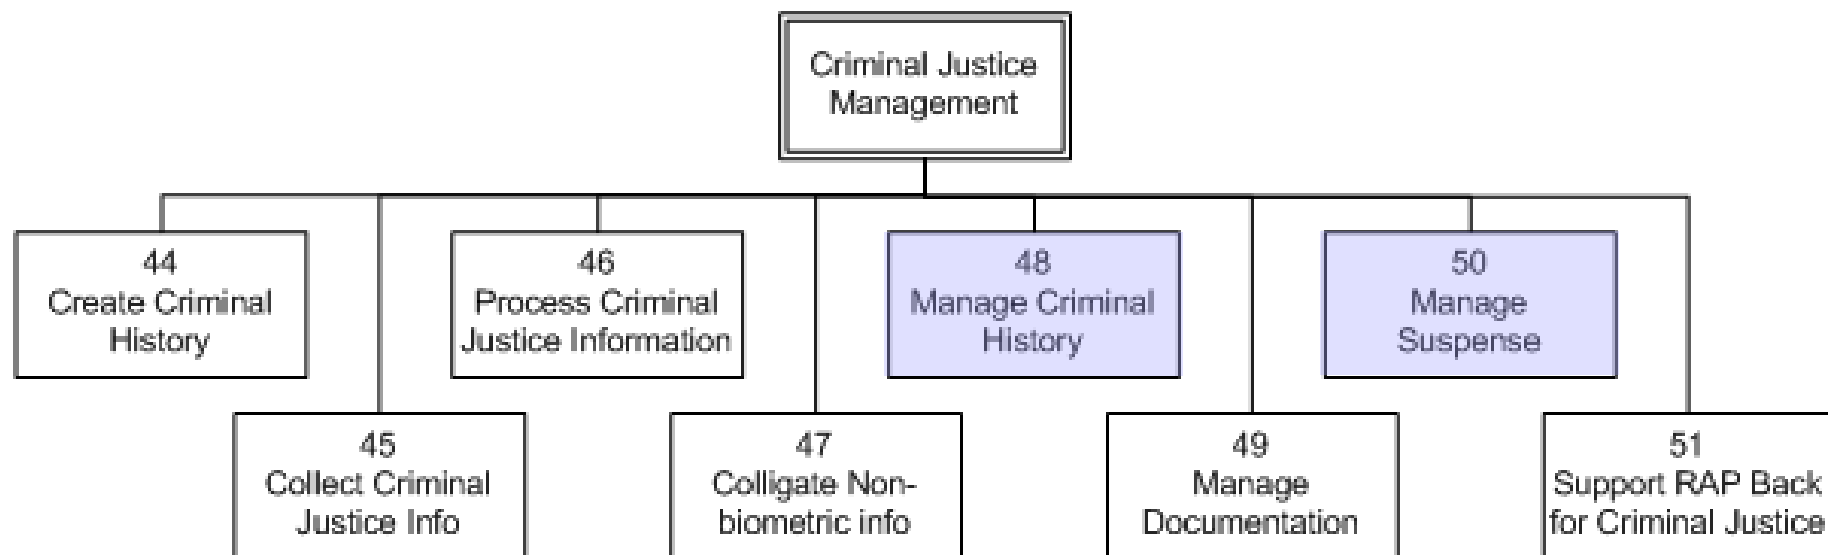 Criminal Justice
Management
44
Create Criminal
History
46
Process Criminal
Justice Information
48
Manage Criminal
History
50
Manage
Suspense
45
Collect Criminal
Justice Info
47
Colligate Non-
biometric info
49
Manage
Documentation
51
Support RAP Back
for Criminal Justice